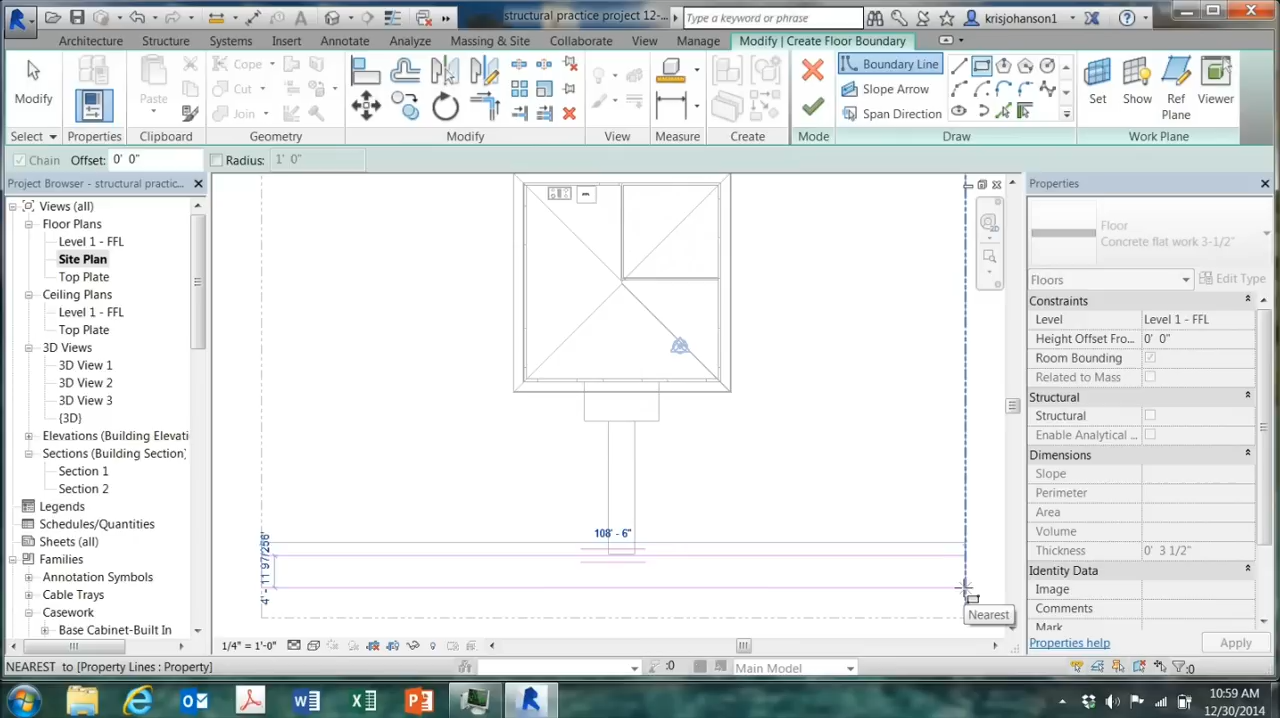 structural practice project 12-...
Type a keyword or phrase
krisjohanson1
Architecture Structure Systems Insert Annotate Analyze Massing & Site Collaborate View Manage Modify | Create Floor Boundary
Modify
Paste
Cope
Cut
Join
Boundary Line
Slope Arrow
Span Direction
Set Show Ref Plane Viewer
Select Properties Clipboard Geometry Modify View Measure Create Mode Draw Work Plane
Chain Offset: 0' 0" Radius: 1' 0"
Project Browser - structural practic...
Views (all)
Floor Plans
Level 1 - FFL
Site Plan
Top Plate
Ceiling Plans
Level 1 - FFL
Top Plate
3D Views
3D View 1
3D View 2
3D View 3
{3D}
Elevations (Building Elevati
Sections (Building Section)
Section 1
Section 2
Legends
Schedules/Quantities
Sheets (all)
Families
Annotation Symbols
Cable Trays
Casework
Base Cabinet-Built In
108' - 6"
4' - 11 97/256"
Nearest
1/4" = 1'-0"
Properties
Floor
Concrete flat work 3-1/2"
Floors Edit Type
Constraints
Level Level 1 - FFL
Height Offset Fro... 0' 0"
Room Bounding
Related to Mass
Structural
Structural
Enable Analytical ...
Dimensions
Slope
Perimeter
Area
Volume
Thickness 0' 3 1/2"
Identity Data
Image
Comments
Mark
Properties help Apply
NEAREST to [Property Lines : Property]
:0 Main Model :0
10:59 AM
12/30/2014